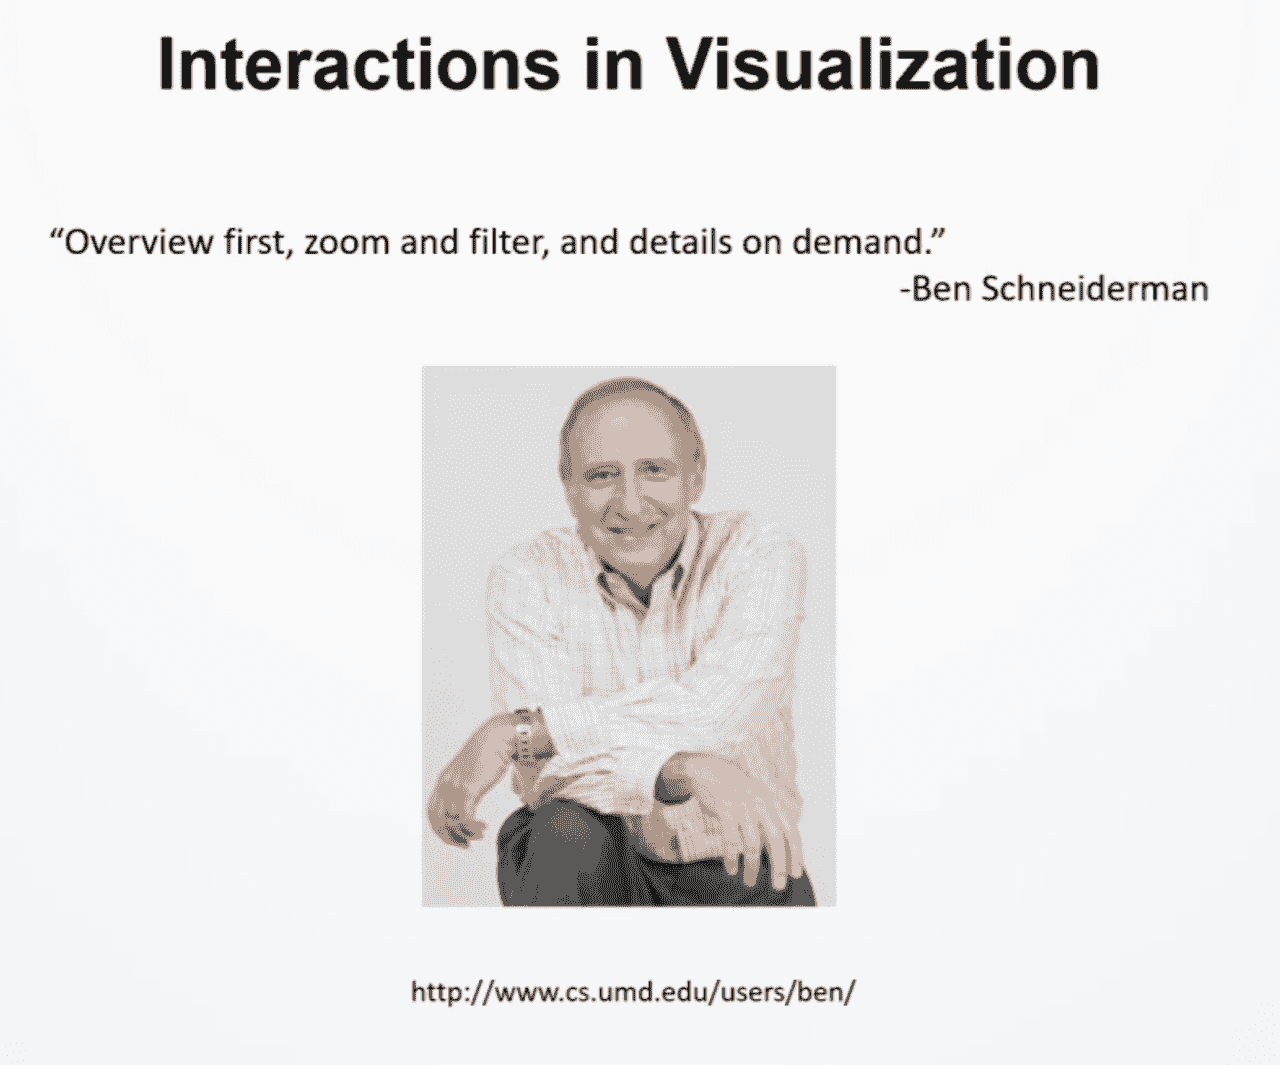 Interactions in Visualization
“Overview first, zoom and filter, and details on demand.”
-Ben Schneiderman
http://www.cs.umd.edu/users/ben/